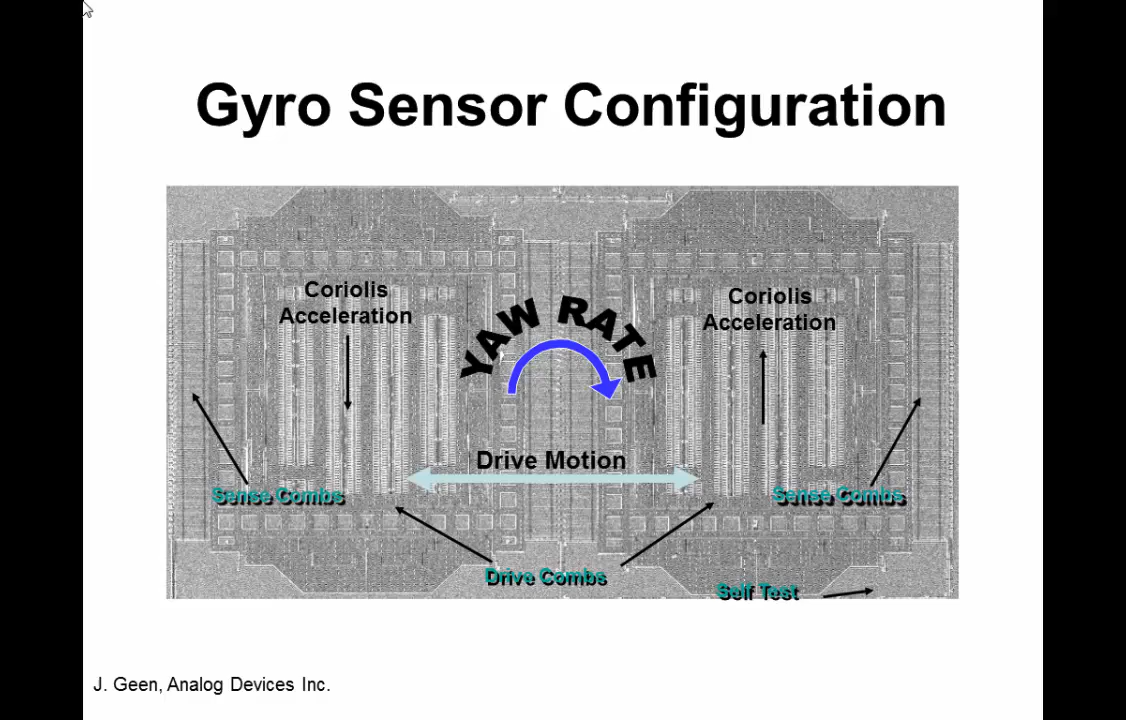 Gyro Sensor Configuration
Coriolis
Acceleration
YAW RATE
Coriolis
Acceleration
Drive Motion
Sense Combs
Sense Combs
Drive Combs
Self Test
J. Geen, Analog Devices Inc.